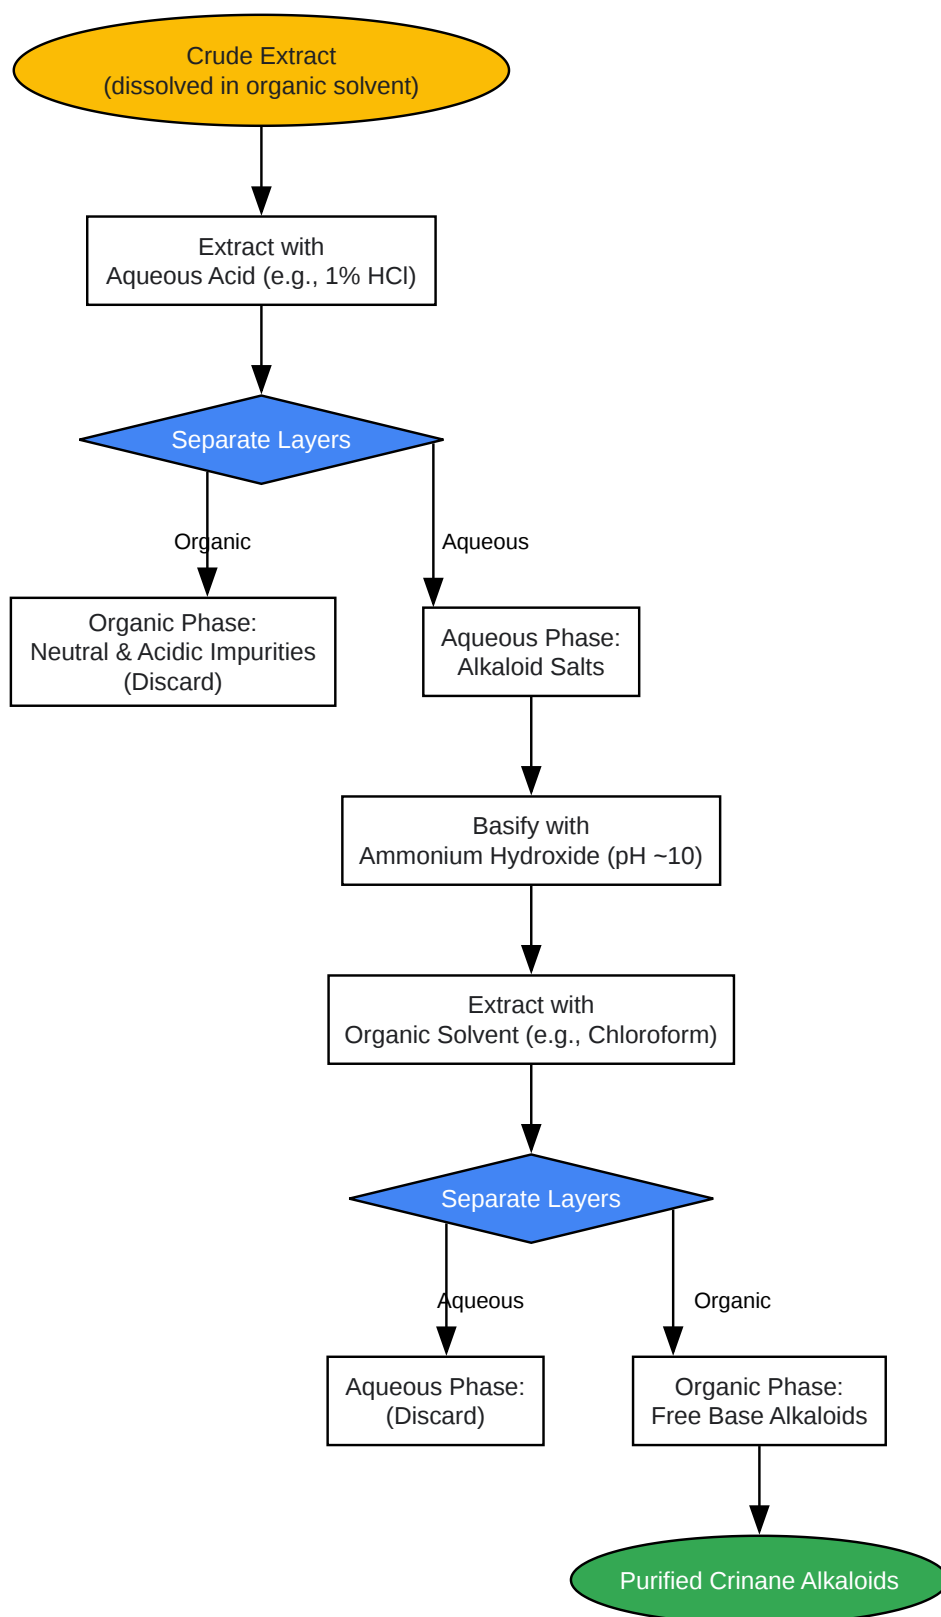 Crude Extract
(dissolved in organic solvent)
Extract with
Aqueous Acid (e.g., 1% HCl)
Separate Layers
Organic
Aqueous
Organic Phase:
Neutral & Acidic Impurities
(Discard)
Aqueous Phase:
Alkaloid Salts
Basify with
Ammonium Hydroxide (pH ~10)
Extract with
Organic Solvent (e.g., Chloroform)
Separate Layers
Aqueous
Organic
Aqueous Phase:
(Discard)
Organic Phase:
Free Base Alkaloids
Purified Crinane Alkaloids